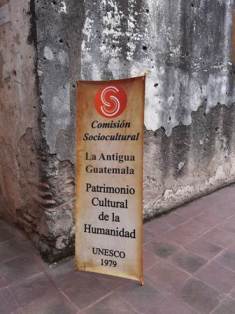 Comisión
Sociocultural
La Antigua
Guatemala
Patrimonio
Cultural
de la
Humanidad
UNESCO
1979